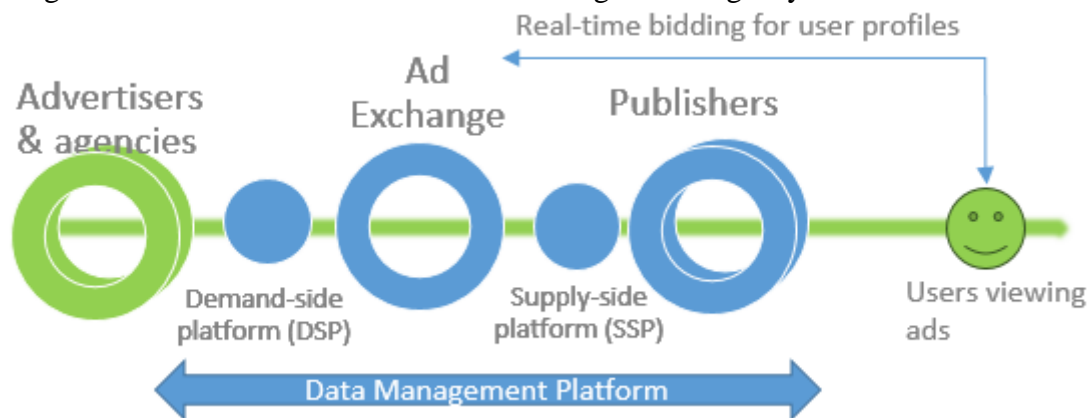 Real-time bidding for user profiles
Advertisers
& agencies
Ad
Exchange
Publishers
Demand-side
platform (DSP)
Supply-side
platform (SSP)
Users viewing
ads
Data Management Platform